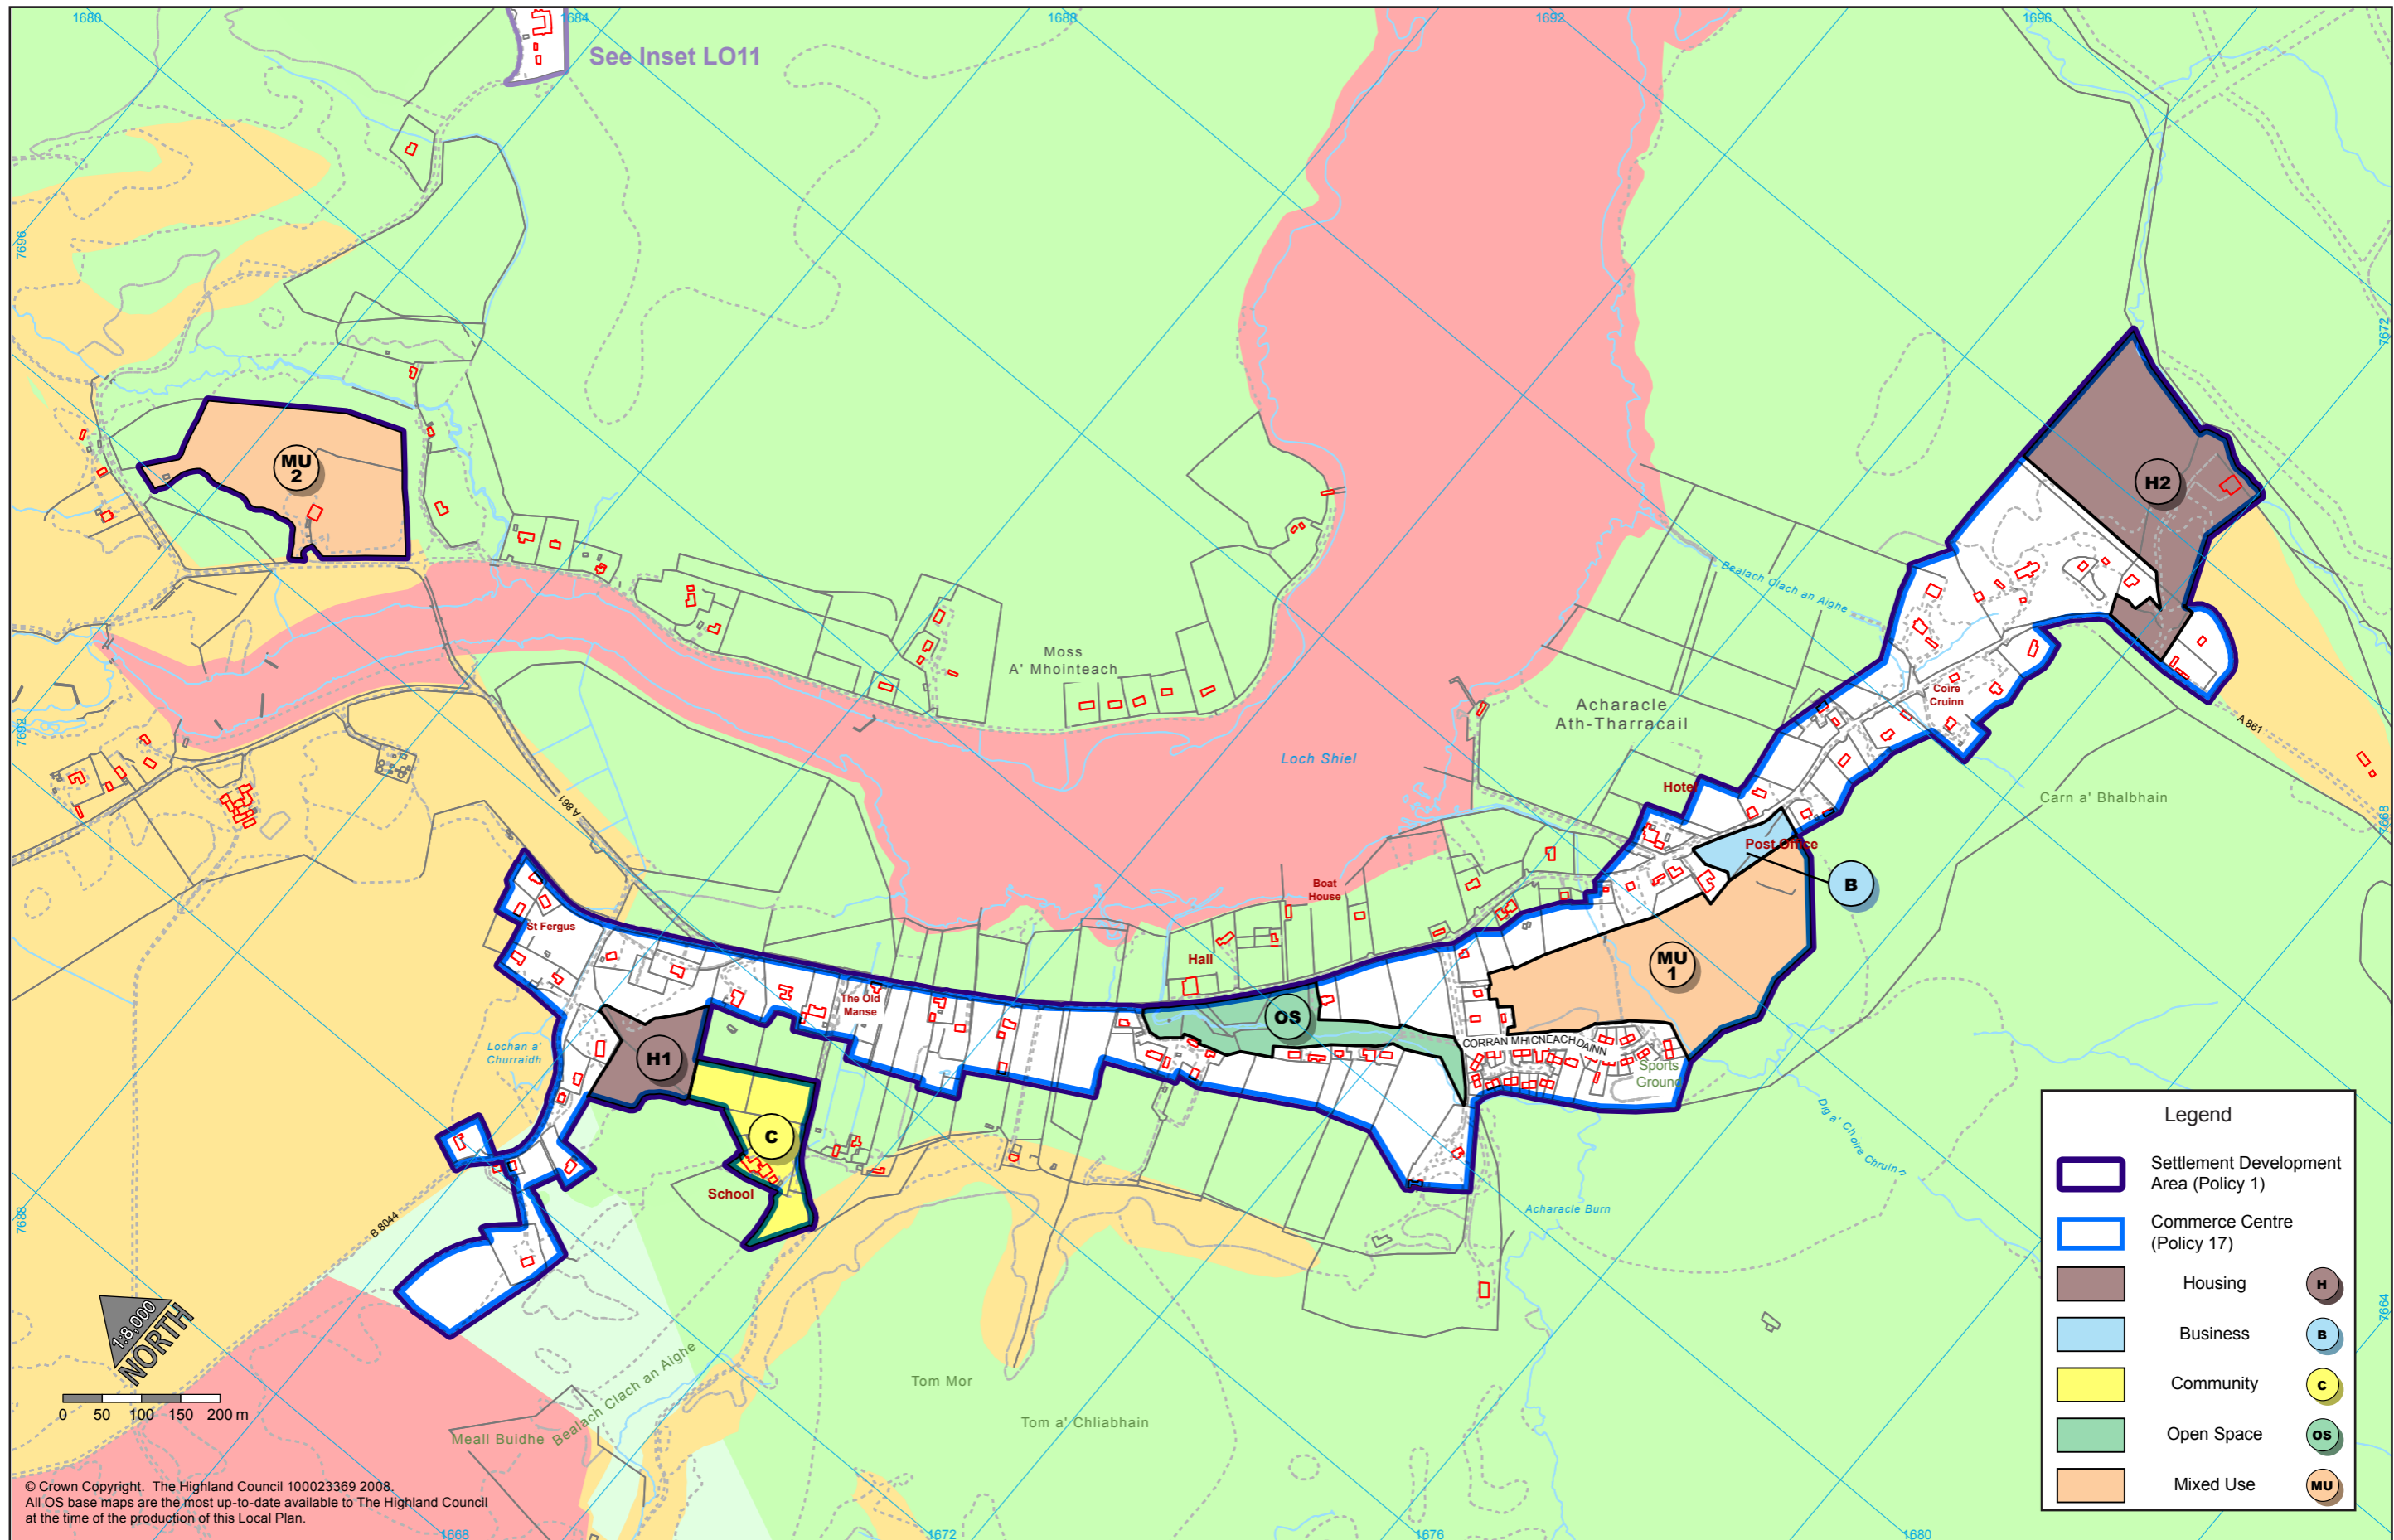 1680
1684
1688
1692
1696
See Inset LO11
7696
7672
MU
2
H2
Bealach Clach an Aighe
Moss
A' Mhointeach
Acharacle
Ath-Tharracail
Coire
Cruinn
A 861
7692
Loch Shiel
Hotel
Carn a' Bhalbhain
A 861
7668
Post Office
B
Boat
House
St Fergus
Hall
MU
1
The Old
Manse
OS
Lochan a'
Churraidh
H1
CORRAN MHICNEACHDAINN
Sports
Ground
C
Dig a' Choire Chruinn
School
Acharacle Burn
7688
B 8044
7664
1:8,000
NORTH
0 50 100 150 200 m
Tom Mor
Tom a' Chliabhain
Meall Buidhe
Bealach Clach an Aighe
Legend
Settlement Development
Area (Policy 1)
Commerce Centre
(Policy 17)
Housing H
Business B
Community C
Open Space OS
Mixed Use MU
© Crown Copyright. The Highland Council 100023369 2008.
All OS base maps are the most up-to-date available to The Highland Council
at the time of the production of this Local Plan.
1668
1672
1676
1680